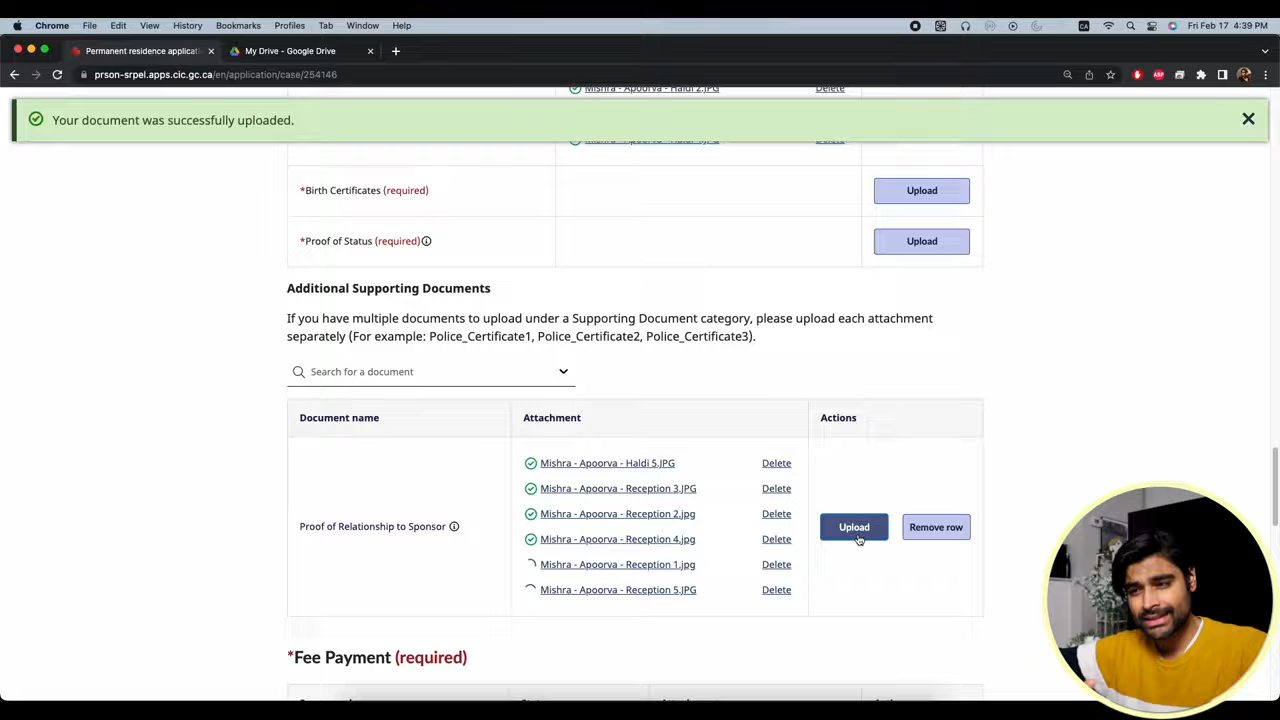 Chrome File Edit View History Bookmarks Profiles Tab Window Help
CA
Fri Feb 17 4:39 PM
Permanent residence applicati
My Drive - Google Drive
prson-srpel.apps.cic.gc.ca/en/application/case/254146
ABP
Mishra - Apoorva - Haldi 2.JPG Delete
Your document was successfully uploaded.
*Birth Certificates (required) Upload
*Proof of Status (required) Upload
Additional Supporting Documents
If you have multiple documents to upload under a Supporting Document category, please upload each attachment
separately (For example: Police_Certificate1, Police_Certificate2, Police_Certificate3).
Search for a document
Document name Attachment Actions
Mishra - Apoorva - Haldi 5.JPG Delete
Mishra - Apoorva - Reception 3.JPG Delete
Mishra - Apoorva - Reception 2.jpg Delete
Proof of Relationship to Sponsor Upload Remove row
Mishra - Apoorva - Reception 4.jpg Delete
Mishra - Apoorva - Reception 1.jpg Delete
Mishra - Apoorva - Reception 5.JPG Delete
*Fee Payment (required)